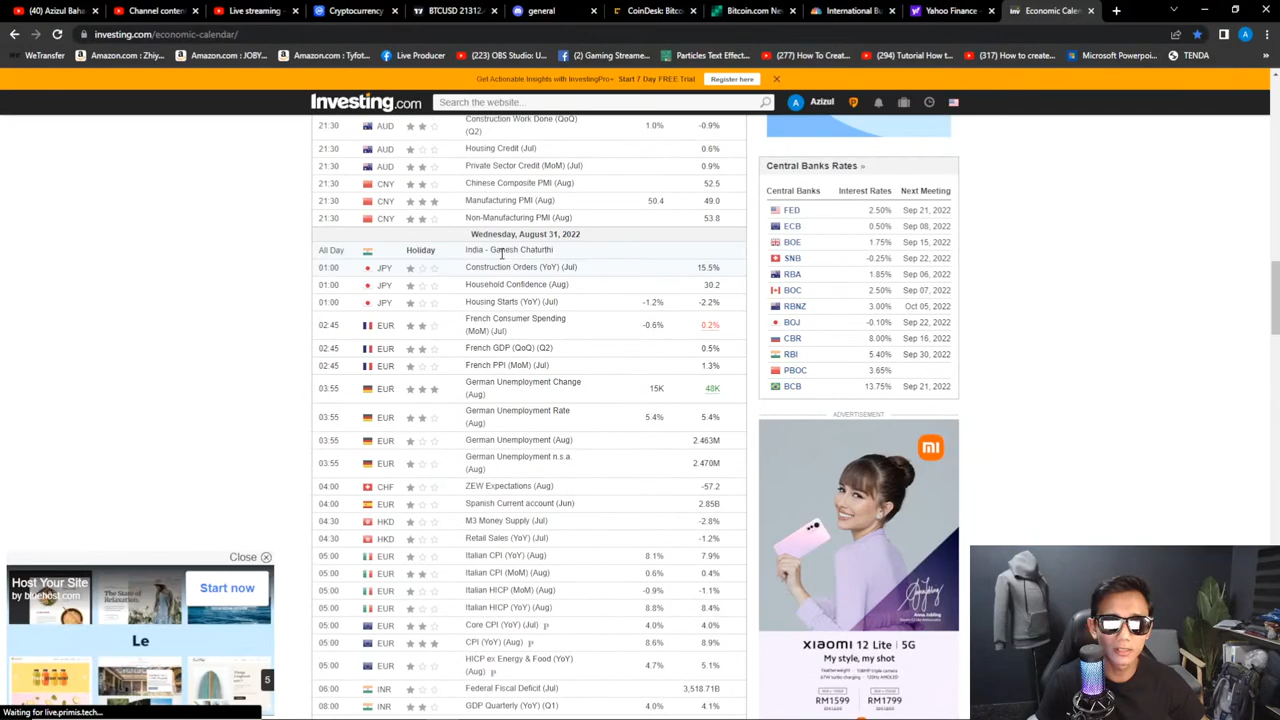 Youtube
Channel content
Live streaming
Cryptocurrency
BTCUSD 21312
general
CoinDesk: Bitco
Bitcoin.com Ne
International Bu
Yahoo Finance
Economic Cale
investing.com/economic-calendar/
WeTransfer
Amazon.com : Zhiy...
Amazon.com: JOBY...
Amazon.com: Tyfot...
Live Producer
(223) OBS Studio: U...
(2) Gaming Streame...
Particles Text Effect...
(277) How To Creat...
(294) Tutorial How t...
(317) How to creat...
Microsoft Powerpoi...
TENDA
Get Actionable Insights with InvestingPro+ Start 7 Day FREE Trial
Register here
Investing.com
Search the website...
Azizul
Construction Work Done (QoQ)
21:30 AUD (Q2) 1.0% -0.9%
21:30 AUD Housing Credit (Jul) 0.6%
21:30 AUD Private Sector Credit (MoM) (Jul) 0.9%
21:30 CNY Chinese Composite PMI (Aug) 52.5
21:30 CNY Manufacturing PMI (Aug) 50.4 49.0
21:30 CNY Non-Manufacturing PMI (Aug) 53.8
Wednesday, August 31, 2022
All Day Holiday India - Ganesh Chaturthi
01:00 JPY Construction Orders (YoY) (Jul) 15.5%
01:00 JPY Household Confidence (Aug) 30.2
01:00 JPY Housing Starts (YoY) (Jul) -1.2% -2.2%
02:45 EUR French Consumer Spending -0.6% 0.2%
(MoM) (Jul)
02:45 EUR French GDP (QoQ) (Q2) 0.5%
02:45 EUR French PPI (MoM) (Jul) 1.3%
03:55 EUR German Unemployment Change 15K 48K
(Aug)
03:55 EUR German Unemployment Rate 5.4% 5.4%
(Aug)
03:55 EUR German Unemployment (Aug) 2.463M
03:55 EUR German Unemployment n.s.a. 2.470M
(Aug)
04:00 CHF ZEW Expectations (Aug) -57.2
04:00 EUR Spanish Current account (Jun) 2.85B
04:30 HKD M3 Money Supply (Jul) -2.8%
04:30 HKD Retail Sales (YoY) (Jul) -1.2%
05:00 EUR Italian CPI (YoY) (Aug) 8.1% 7.9%
05:00 EUR Italian CPI (MoM) (Aug) 0.6% 0.4%
05:00 EUR Italian HICP (MoM) (Aug) -0.9% -1.1%
05:00 EUR Italian HICP (YoY) (Aug) 8.8% 8.4%
05:00 EUR Core CPI (YoY) (Aug) P 4.0% 4.0%
05:00 EUR CPI (YoY) (Aug) P 8.6% 8.9%
05:00 EUR HICP ex Energy & Food (YoY) 4.7% 5.1%
(Aug) P
06:00 INR Federal Fiscal Deficit (Jul) 3,518.71B
08:00 INR GDP Quarterly (YoY) (Q1) 4.0% 4.1%
Central Banks Rates »
Central Banks Interest Rates Next Meeting
FED 2.50% Sep 21, 2022
ECB 0.50% Sep 08, 2022
BOE 1.75% Sep 15, 2022
SNB -0.25% Sep 22, 2022
RBA 1.85% Sep 06, 2022
BOC 2.50% Sep 07, 2022
RBNZ 3.00% Oct 05, 2022
BOJ -0.10% Sep 22, 2022
CBR 8.00% Sep 16, 2022
RBI 5.40% Sep 30, 2022
PBOC 3.65%
BCB 13.75% Sep 21, 2022
ADVERTISEMENT
XIAOMI 12 Lite | 5G
My style, my shot
RM1599
RM1799
Close
Host Your Site
by bluehost.com
Start now
Le
5
Waiting for live.primis.tech...